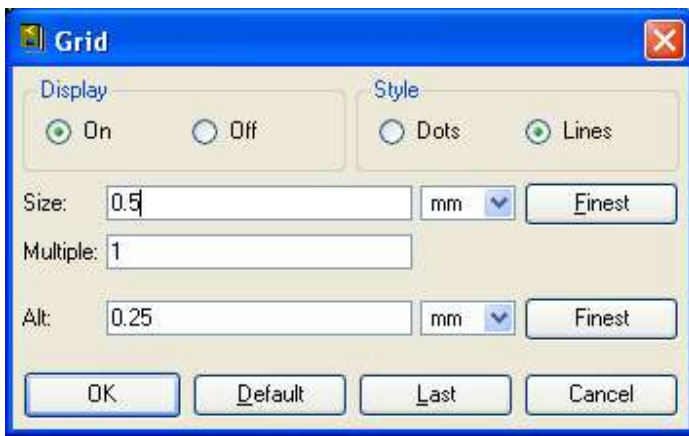 Grid
Display
Style
On Off Dots Lines
Size: 0.5 mm Finest
Multiple: 1
Alt: 0.25 mm Finest
OK Default Last Cancel